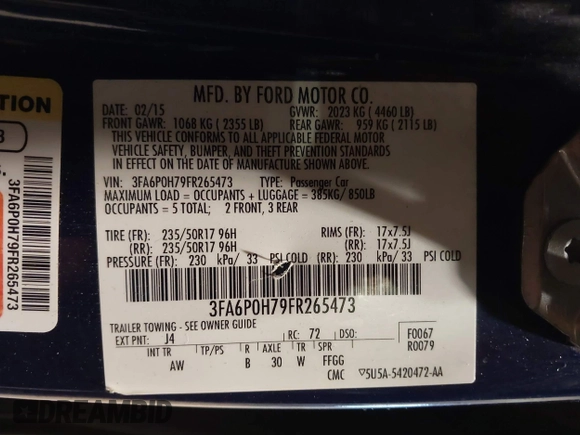 MFD. BY FORD MOTOR CO.
DATE: 02/15 GVWR: 2023 KG ( 4460 LB)
FRONT GAWR: 1068 KG ( 2355 LB) REAR GAWR: 959 KG ( 2115 LB)
THIS VEHICLE CONFORMS TO ALL APPLICABLE FEDERAL MOTOR
VEHICLE SAFETY, BUMPER, AND THEFT PREVENTION STANDARDS
IN EFFECT ON THE DATE OF MANUFACTURE SHOWN ABOVE.
VIN: 3FA6P0H79FR265473 TYPE: Passenger Car
MAXIMUM LOAD = OCCUPANTS + LUGGAGE = 385KG/ 850LB
OCCUPANTS = 5 TOTAL; 2 FRONT, 3 REAR
TIRE (FR): 235/50R17 96H RIMS (FR): 17x7.5J
(RR): 235/50R17 96H (RR): 17x7.5J
PRESSURE (FR): 230 kPa/ 33 PSI COLD (RR): 230 kPa/ 33 PSI COLD
3FA6P0H79FR265473
TRAILER TOWING - SEE OWNER GUIDE
EXT PNT: J4 RC: 72 DSO: F0067
R0079
INT TR TP/PS R AXLE TR SPR
AW B 30 W FFGG
CMC ▽5U5A-5420472-AA
3FA6P0H79FR265473
DREAMBID